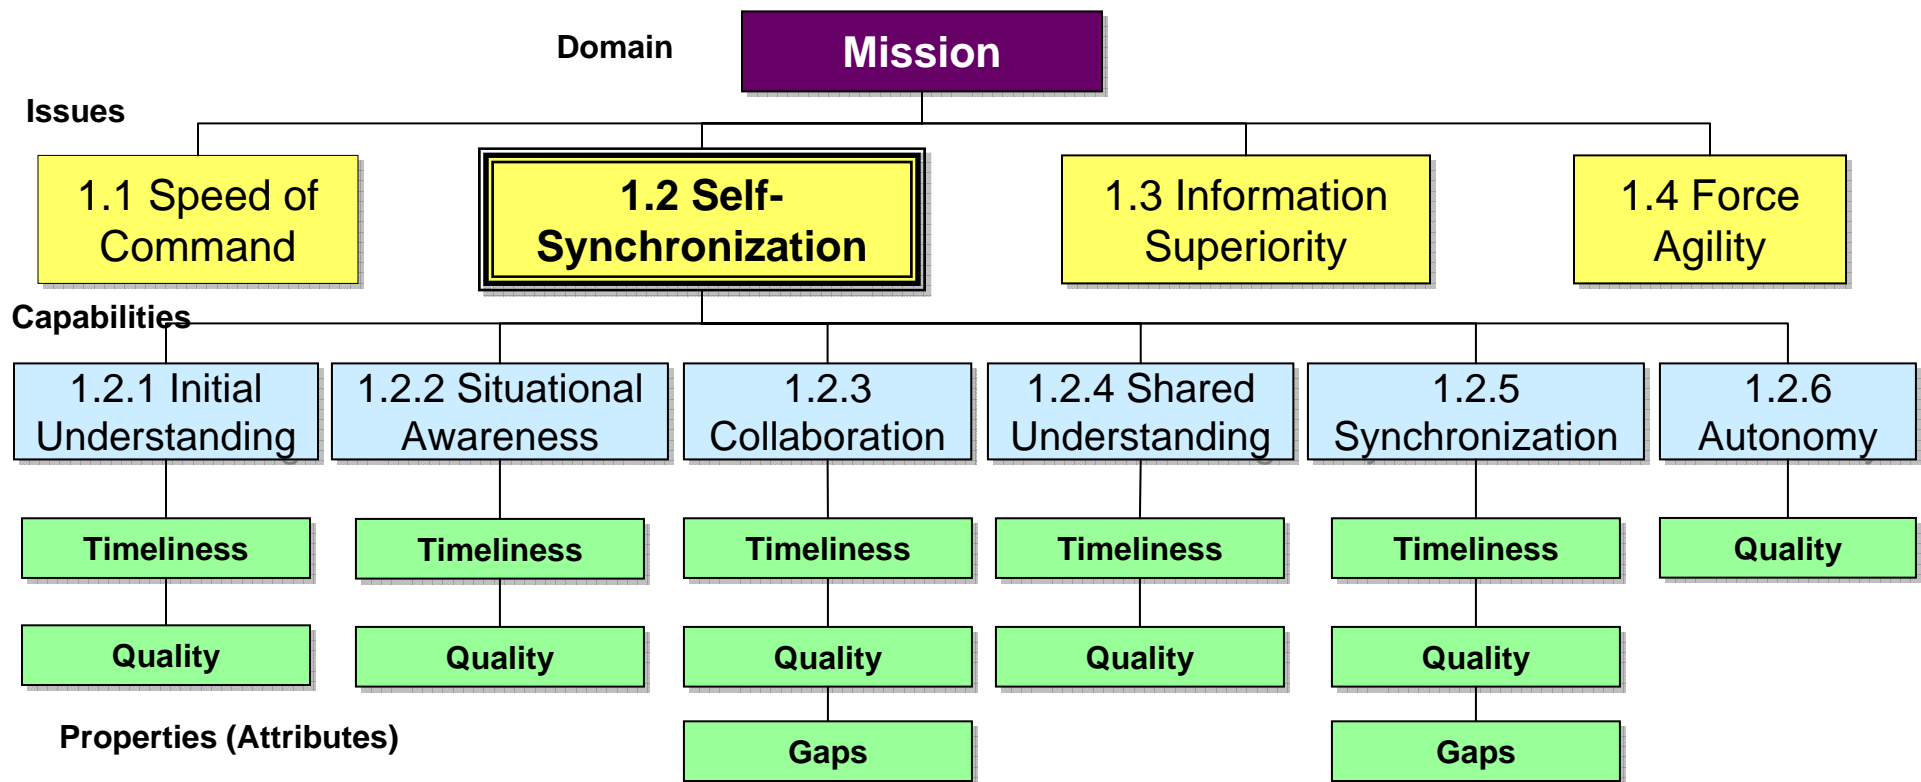 Domain
Mission
Issues
1.1 Speed of
Command
1.2 Self-
Synchronization
1.3 Information
Superiority
1.4 Force
Agility
Capabilities
1.2.1 Initial
Understanding
1.2.2 Situational
Awareness
1.2.3
Collaboration
1.2.4 Shared
Understanding
1.2.5
Synchronization
1.2.6
Autonomy
Timeliness
Timeliness
Timeliness
Timeliness
Timeliness
Quality
Quality
Quality
Quality
Quality
Quality
Properties (Attributes)
Gaps
Gaps